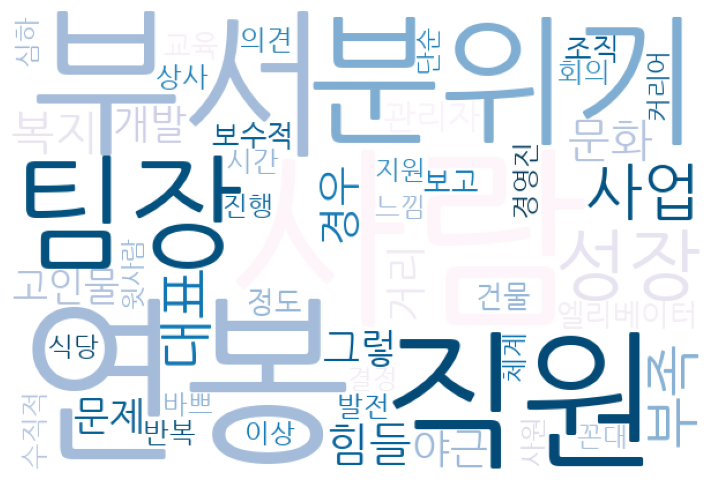 심하
부서
교육
의견
분위기
단순
조직
회의
커리어
상사
복지
개발
보수적
관리자
문화
시간
팀장
사람
경우
지원
보고
느낌
경영진
사업
진행
고인물
윗사람
대표
정도
거리
건물
성장
엘리베이터
연봉
식당
그렇
직원
체계
부족
결정
수직적
문제
바쁘
반복
이상
발전
힘들
야근
사원
꼰대